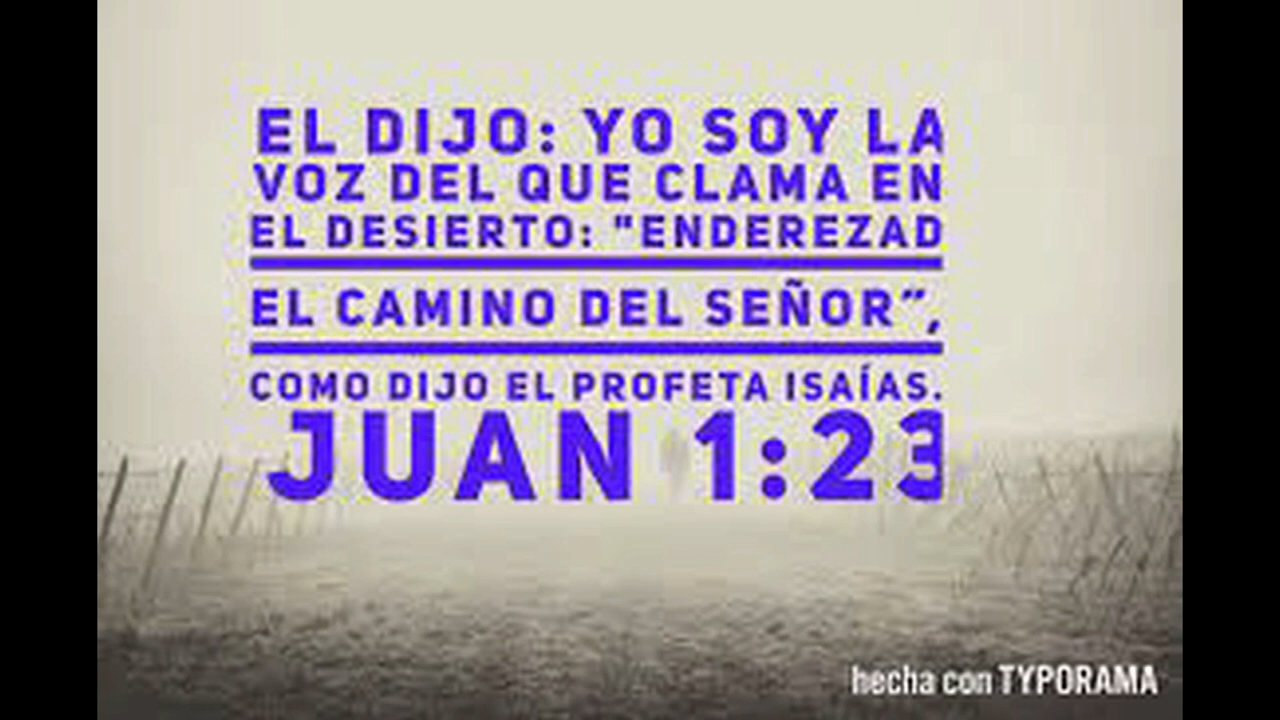 EL DIJO: YO SOY LA
VOZ DEL QUE CLAMA EN
EL DESIERTO: "ENDEREZAD
EL CAMINO DEL SEÑOR",
COMO DIJO EL PROFETA ISAÍAS.
JUAN 1:23
hecha con TYPORAMA